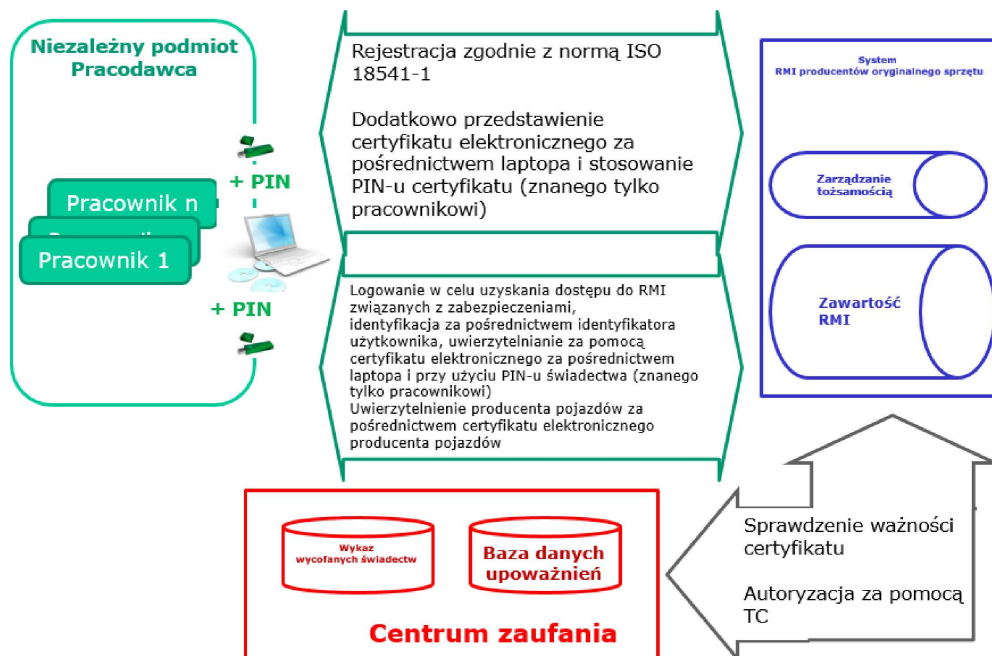 Niezależny podmiot
Pracodawca
+ PIN
Pracownik n
Pracownik 1
+ PIN
Rejestracja zgodnie z normą ISO
18541-1
Dodatkowo przedstawienie
certyfikatu elektronicznego za
pośrednictwem laptopa i stosowanie
PIN-u certyfikatu (znanego tylko
pracownikowi)
Logowanie w celu uzyskania dostępu do RMI
związanych z zabezpieczeniami,
identyfikacja za pośrednictwem identyfikatora
użytkownika, uwierzytelnianie za pomocą
certyfikatu elektronicznego za pośrednictwem
laptopa i przy użyciu PIN-u świadectwa (znanego
tylko pracownikowi)
Uwierzytelnienie producenta pojazdów za
pośrednictwem certyfikatu elektronicznego
producenta pojazdów
System
RMI producentów oryginalnego sprzętu
Zarządzanie
tożsamością
Zawartość
RMI
Sprawdzenie ważności
certyfikatu
Autoryzacja za pomocą
TC
Wykaz
wycofanych świadectw
Baza danych
upoważnień
Centrum zaufania